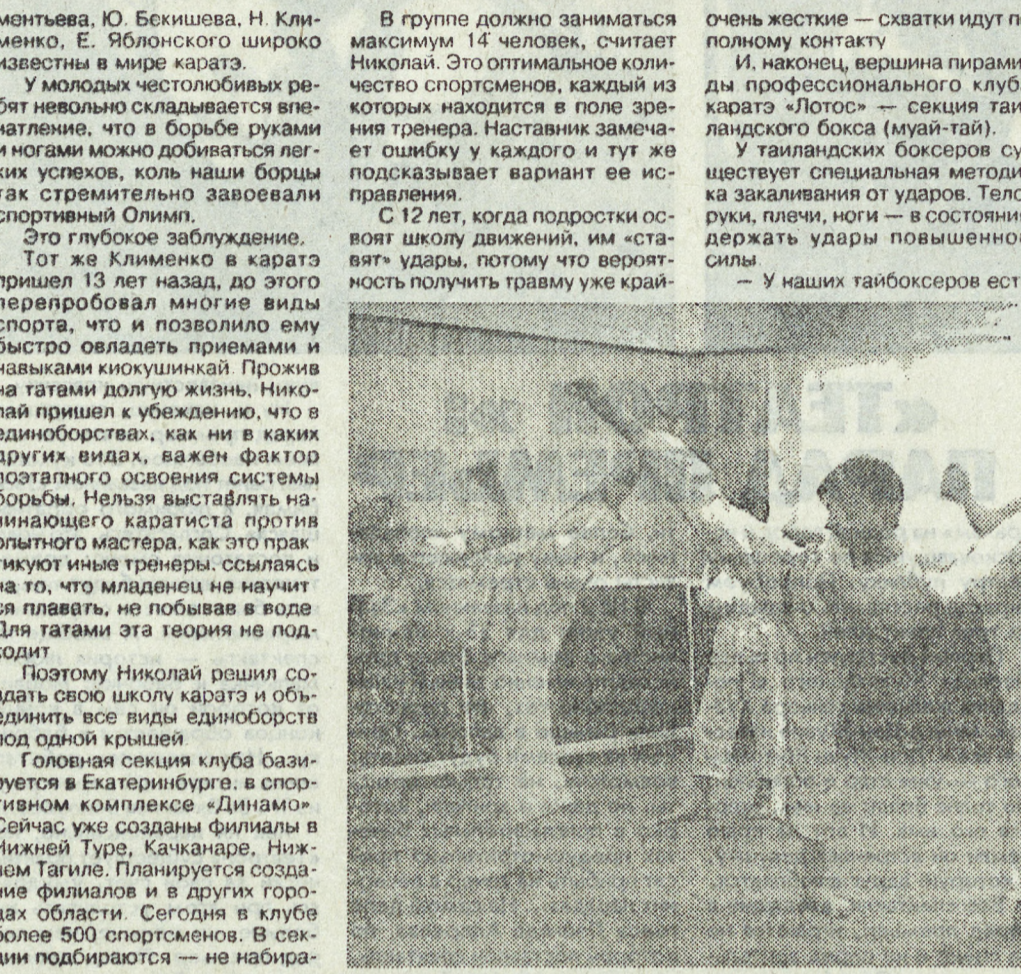 ментьева, Ю. Бекишева, Н. Кли-
менко, Е. Яблонского широко
известны в мире каратэ.
У молодых честолюбивых ре-
бят невольно складывается впе-
чатление, что в борьбе руками
и ногами можно добиваться лег-
ких успехов, коль наши борцы
так стремительно завоевали
спортивный Олимп.
Это глубокое заблуждение.
Тот же Клименко в каратэ
пришел 13 лет назад, до этого
перепробовал многие виды
спорта, что и позволило ему
быстро овладеть приемами и
навыками киокушинкай. Прожив
на татами долгую жизнь, Нико-
лай пришел к убеждению, что в
единоборствах, как ни в каких
других видах, важен фактор
поэтапного освоения системы
борьбы. Нельзя выставлять на-
чинающего каратиста против
опытного мастера, как это прак
тикуют иные тренеры, ссылаясь
на то, что младенец не научит
ся плавать, не побывав в воде
Для татами эта теория не под-
ходит
Поэтому Николай решил со-
здать свою школу каратэ и объ-
единить все виды единоборств
под одной крышей
Головная секция клуба бази-
руется в Екатеринбурге, в спор-
тивном комплексе «Динамо»
Сейчас уже созданы филиалы в
Нижней Туре, Качканаре, Ниж-
нем Тагиле. Планируется созда-
ние филиалов и в других горо-
дах области. Сегодня в клубе
более 500 спортсменов. В сек-
ции подбираются — не набира-
В группе должно заниматься
максимум 14 человек, считает
Николай. Это оптимальное коли-
чество спортсменов, каждый из
которых находится в поле зре-
ния тренера. Наставник замеча-
ет ошибку у каждого и тут же
подсказывает вариант ее ис-
правления.
С 12 лет, когда подростки ос-
воят школу движений, им «ста-
вят» удары, потому что вероят-
ность получить травму уже край-
очень жесткие — схватки идут по
полному контакту
И, наконец, вершина пирами-
ды профессионального клуба
каратэ «Лотос» — секция таи-
ландского бокса (муай-тай).
У таиландских боксеров су-
ществует специальная методи-
ка закаливания от ударов. Тело,
руки, плечи, ноги — в состоянии
держать удары повышенной
силы
— У наших тайбоксеров ест